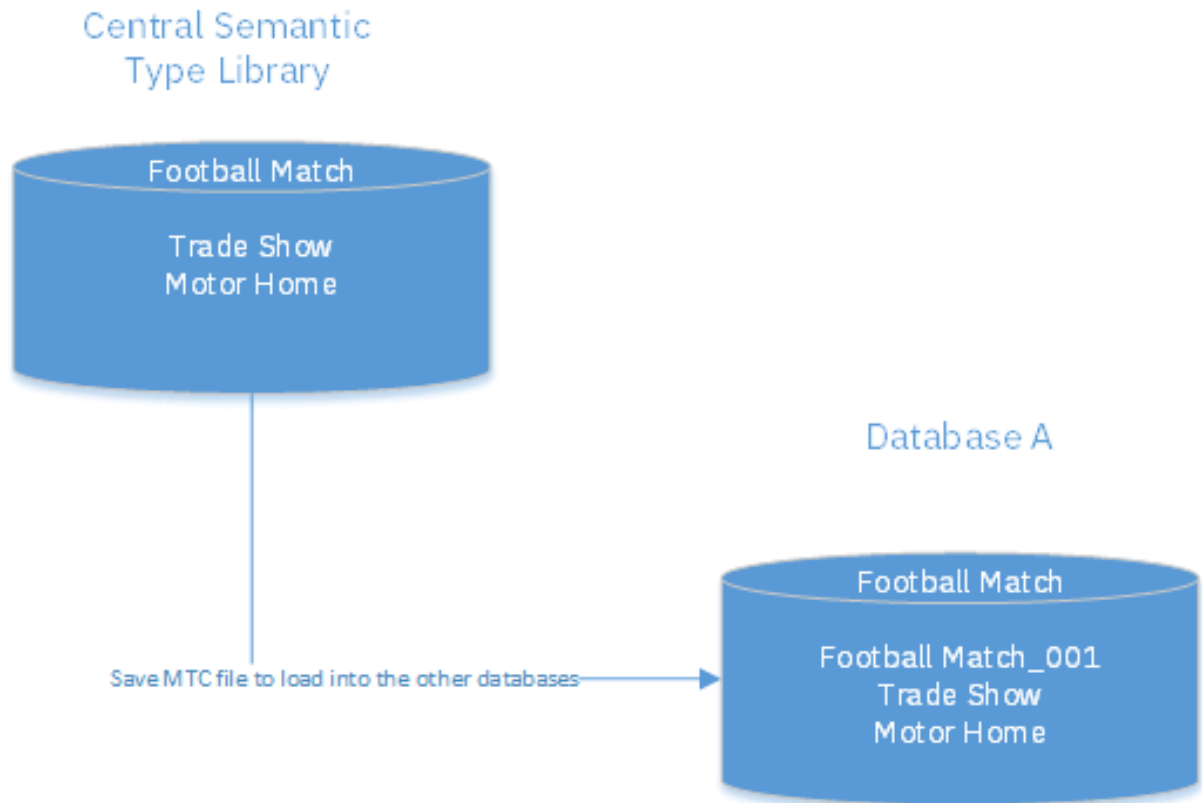 Central Semantic
Type Library
Football Match
Trade Show
Motor Home
Database A
Football Match
Football Match_001
Trade Show
Motor Home
Save MTC file to load into the other databases